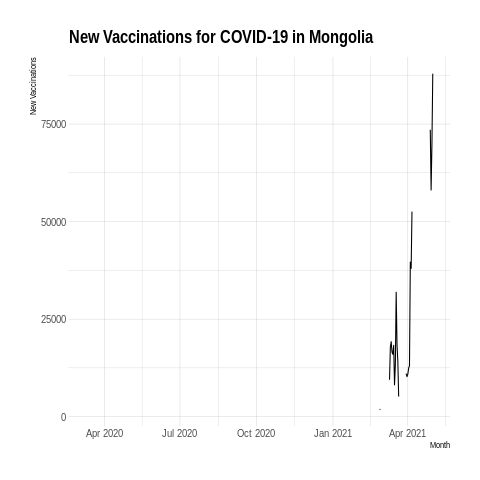 New Vaccinations for COVID-19 in Mongolia
New Vaccinations
75000
50000
25000
0
Apr 2020 Jul 2020 Oct 2020 Jan 2021 Apr 2021
Month